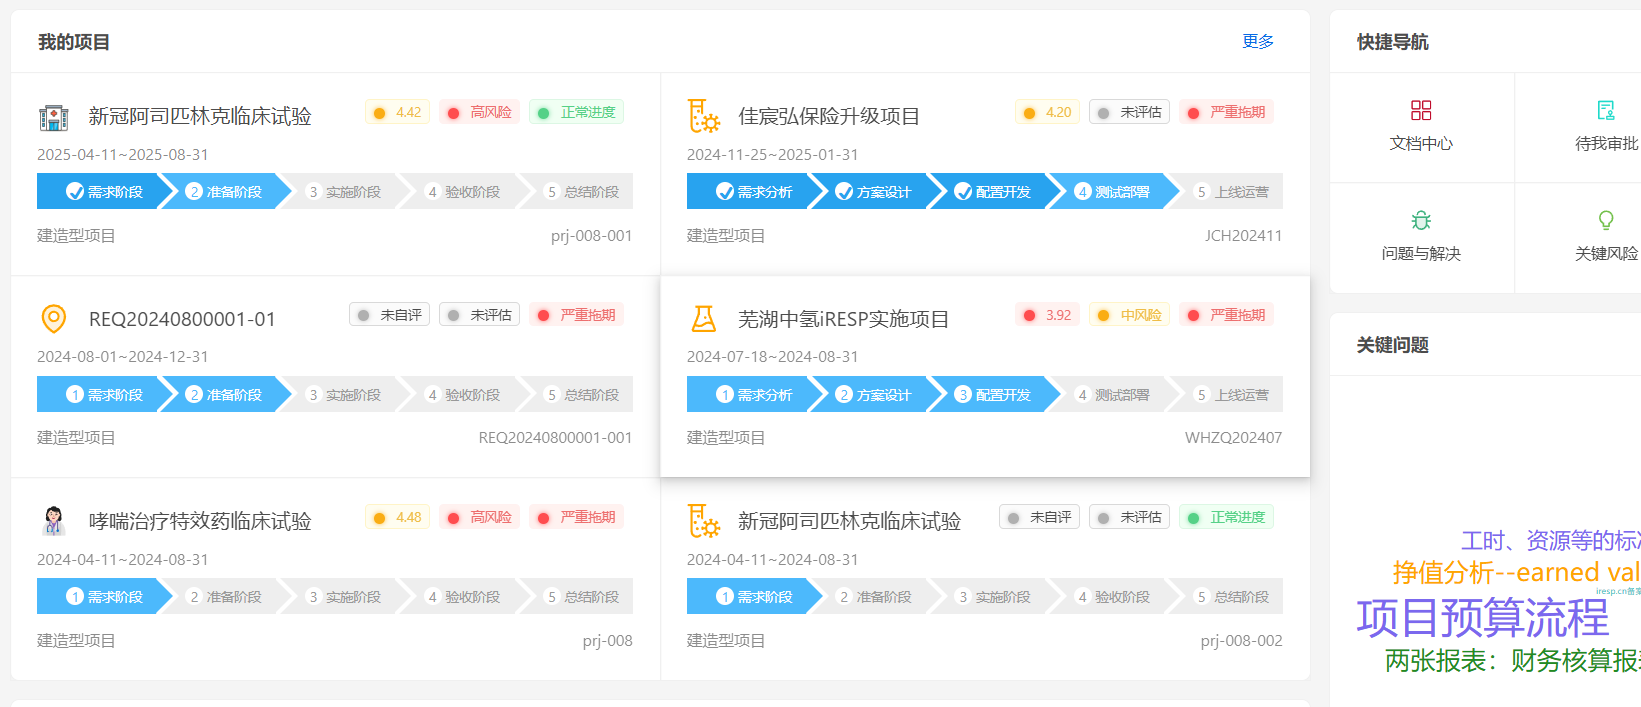 我的项目
更多
新冠阿司匹林克临床试验
4.42
高风险
正常进度
2025-04-11~2025-08-31
需求阶段
2 准备阶段
3 实施阶段
4 验收阶段
5 总结阶段
建造型项目
prj-008-001
佳宸弘保险升级项目
4.20
未评估
严重拖期
2024-11-25~2025-01-31
需求分析
方案设计
配置开发
4 测试部署
5 上线运营
建造型项目
JCH202411
REQ20240800001-01
未自评
未评估
严重拖期
2024-08-01~2024-12-31
1 需求阶段
2 准备阶段
3 实施阶段
4 验收阶段
5 总结阶段
建造型项目
REQ20240800001-001
芜湖中氢iRESP实施项目
3.92
中风险
严重拖期
2024-07-18~2024-08-31
1 需求分析
2 方案设计
3 配置开发
4 测试部署
5 上线运营
建造型项目
WHZQ202407
哮喘治疗特效药临床试验
4.48
高风险
严重拖期
2024-04-11~2024-08-31
1 需求阶段
2 准备阶段
3 实施阶段
4 验收阶段
5 总结阶段
建造型项目
prj-008
新冠阿司匹林克临床试验
未自评
未评估
正常进度
2024-04-11~2024-08-31
1 需求阶段
2 准备阶段
3 实施阶段
4 验收阶段
5 总结阶段
建造型项目
prj-008-002
快捷导航
文档中心
待我审批
问题与解决
关键风险
关键问题
工时、资源等的标
挣值分析--earned val
iresp.cn备案
项目预算流程
两张报表：财务核算报